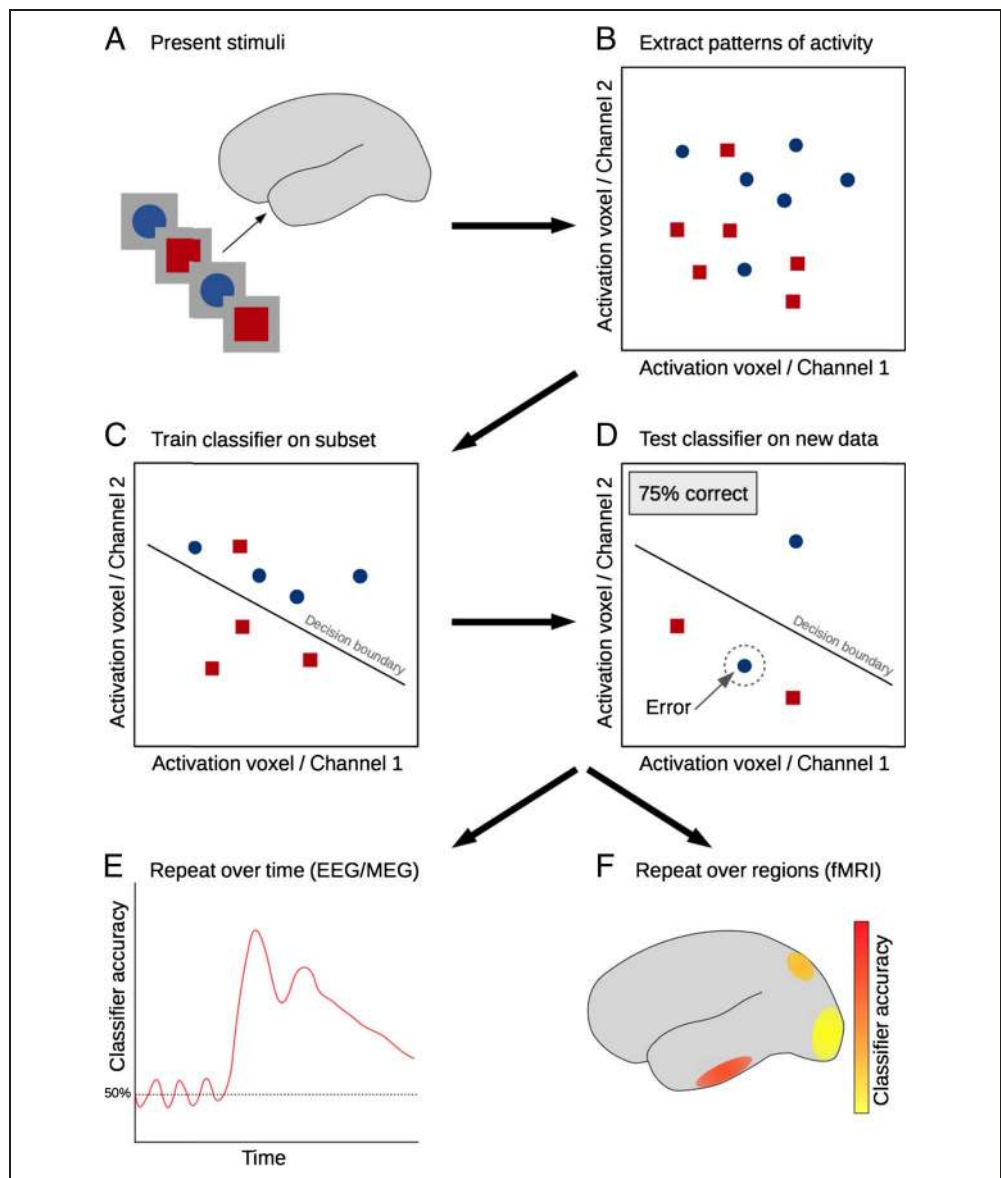 A Present stimuli
B Extract patterns of activity
Activation voxel / Channel 2
Activation voxel / Channel 1
C Train classifier on subset
Activation voxel / Channel 2
Decision boundary
Activation voxel / Channel 1
D Test classifier on new data
75% correct
Activation voxel / Channel 2
Decision boundary
Error
Activation voxel / Channel 1
E Repeat over time (EEG/MEG)
Classifier accuracy
50%
Time
F Repeat over regions (fMRI)
Classifier accuracy